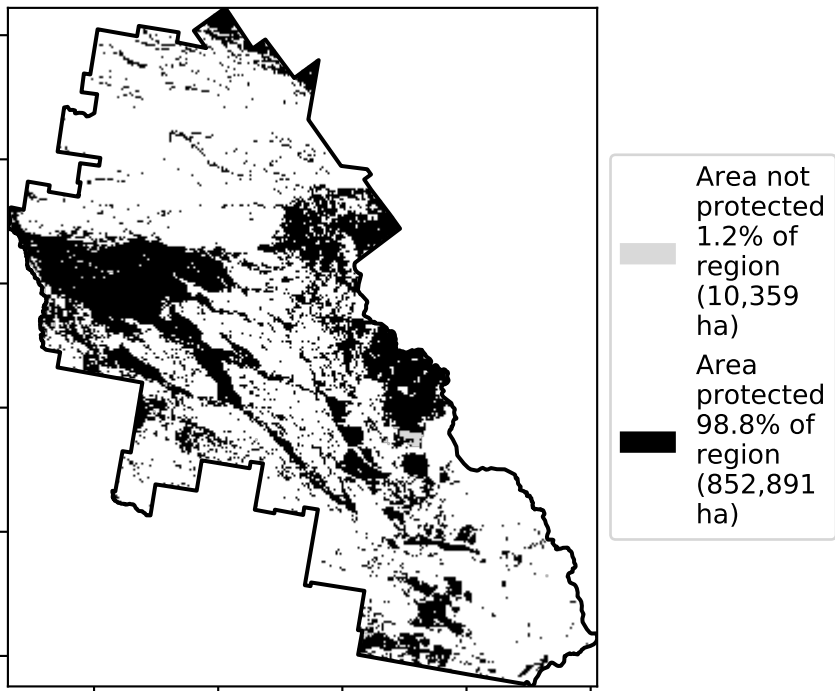 Area not
protected
1.2% of
region
(10,359
ha)
Area
protected
98.8% of
region
(852,891
ha)